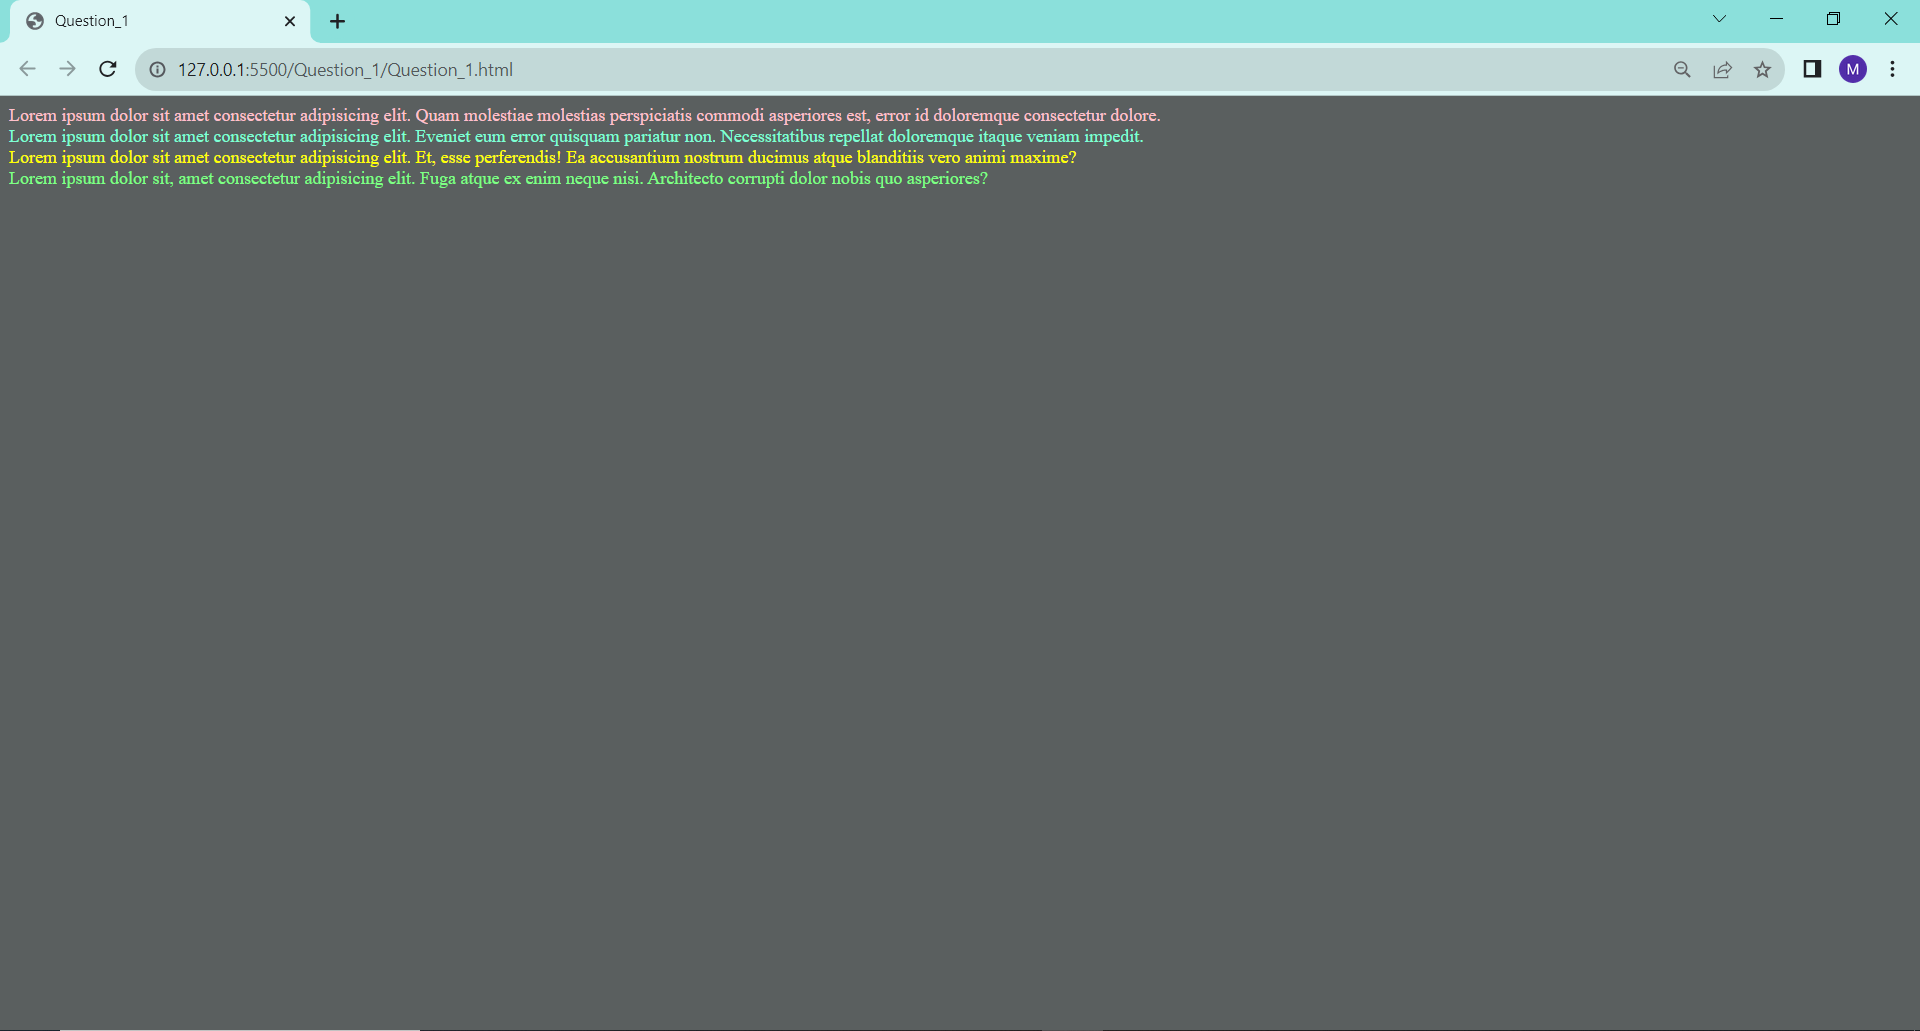 Question_1
127.0.0.1:5500/Question_1/Question_1.html
M
Lorem ipsum dolor sit amet consectetur adipisicing elit. Quam molestiae molestias perspiciatis commodi asperiores est, error id doloremque consectetur dolore.
Lorem ipsum dolor sit amet consectetur adipisicing elit. Eveniet eum error quisquam pariatur non. Necessitatibus repellat doloremque itaque veniam impedit.
Lorem ipsum dolor sit amet consectetur adipisicing elit. Et, esse perferendis! Ea accusantium nostrum ducimus atque blanditiis vero animi maxime?
Lorem ipsum dolor sit, amet consectetur adipisicing elit. Fuga atque ex enim neque nisi. Architecto corrupti dolor nobis quo asperiores?